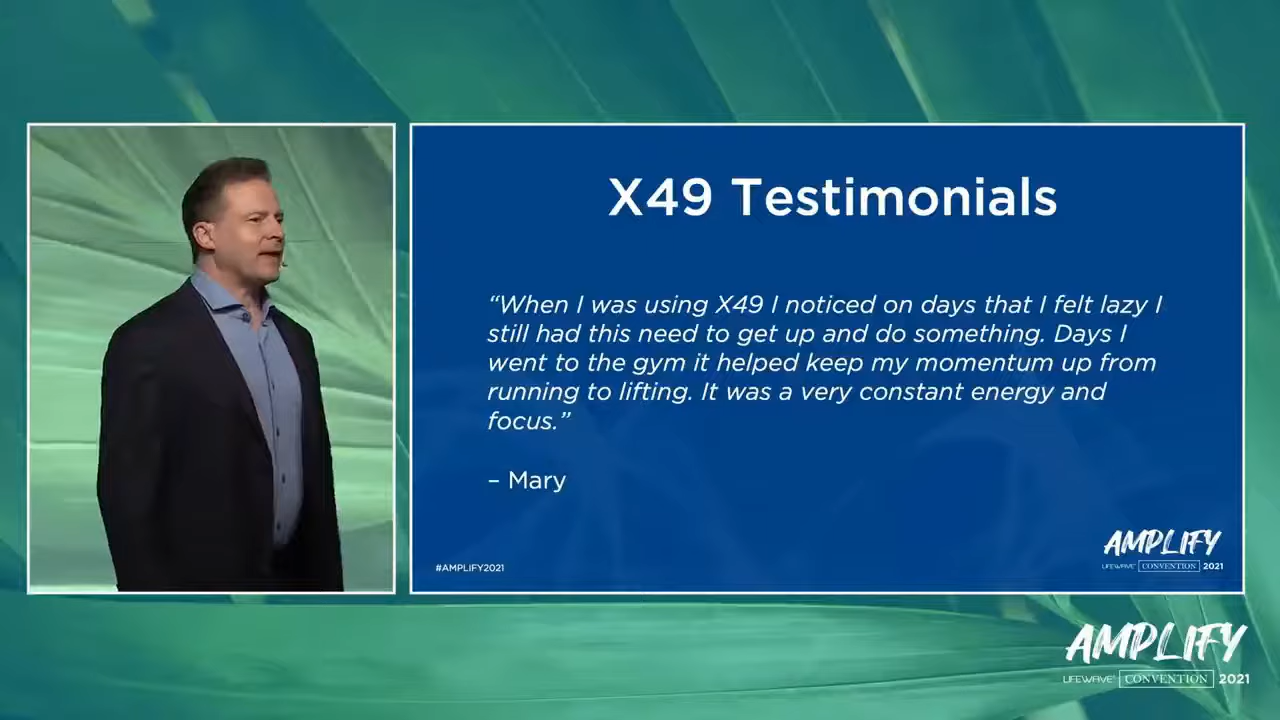 X49 Testimonials
“When I was using X49 I noticed on days that I felt lazy I
still had this need to get up and do something. Days I
went to the gym it helped keep my momentum up from
running to lifting. It was a very constant energy and
focus.”
– Mary
#AMPLIFY2021
AMPLIFY
LIFEWAVE CONVENTION 2021
AMPLIFY
LIFEWAVE CONVENTION 2021